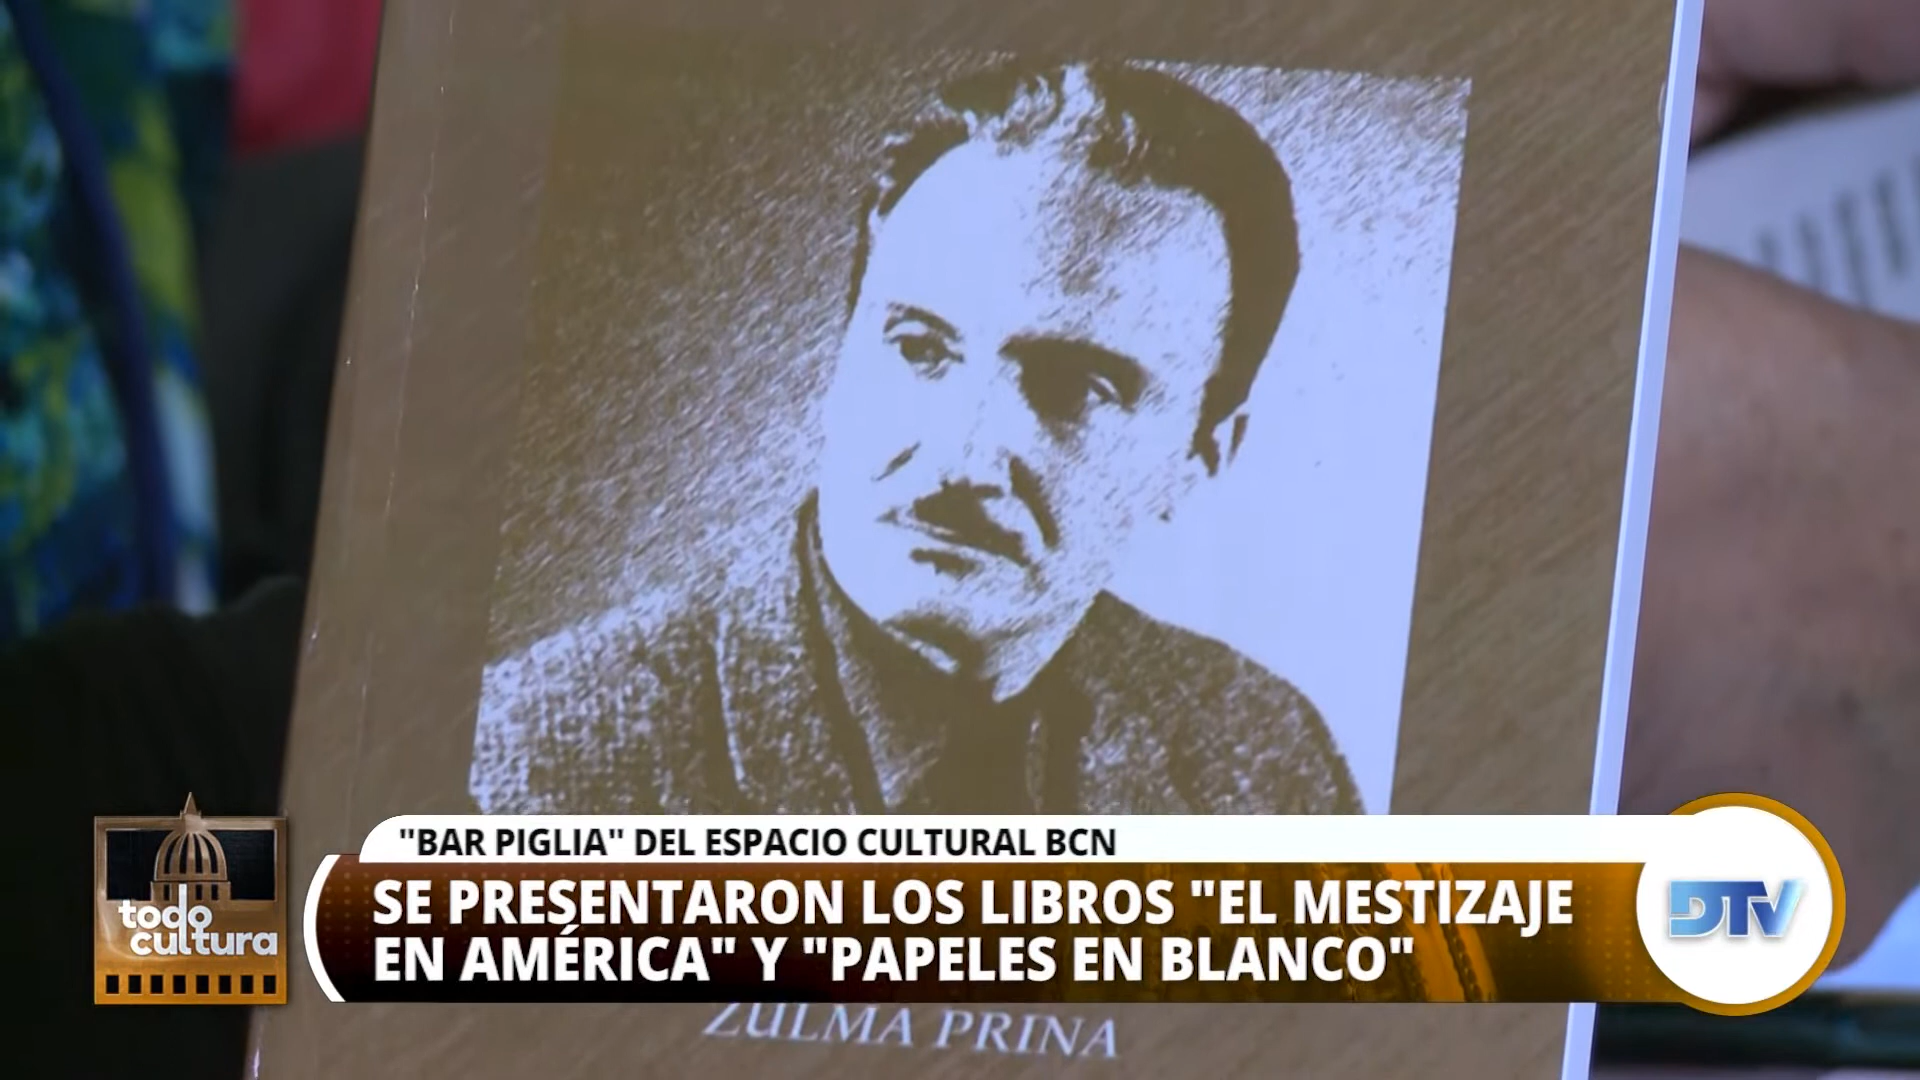 "BAR PIGLIA" DEL ESPACIO CULTURAL BCN
SE PRESENTARON LOS LIBROS "EL MESTIZAJE
EN AMÉRICA" Y "PAPELES EN BLANCO"
todo
cultura
DTV
ZULMA PRINA